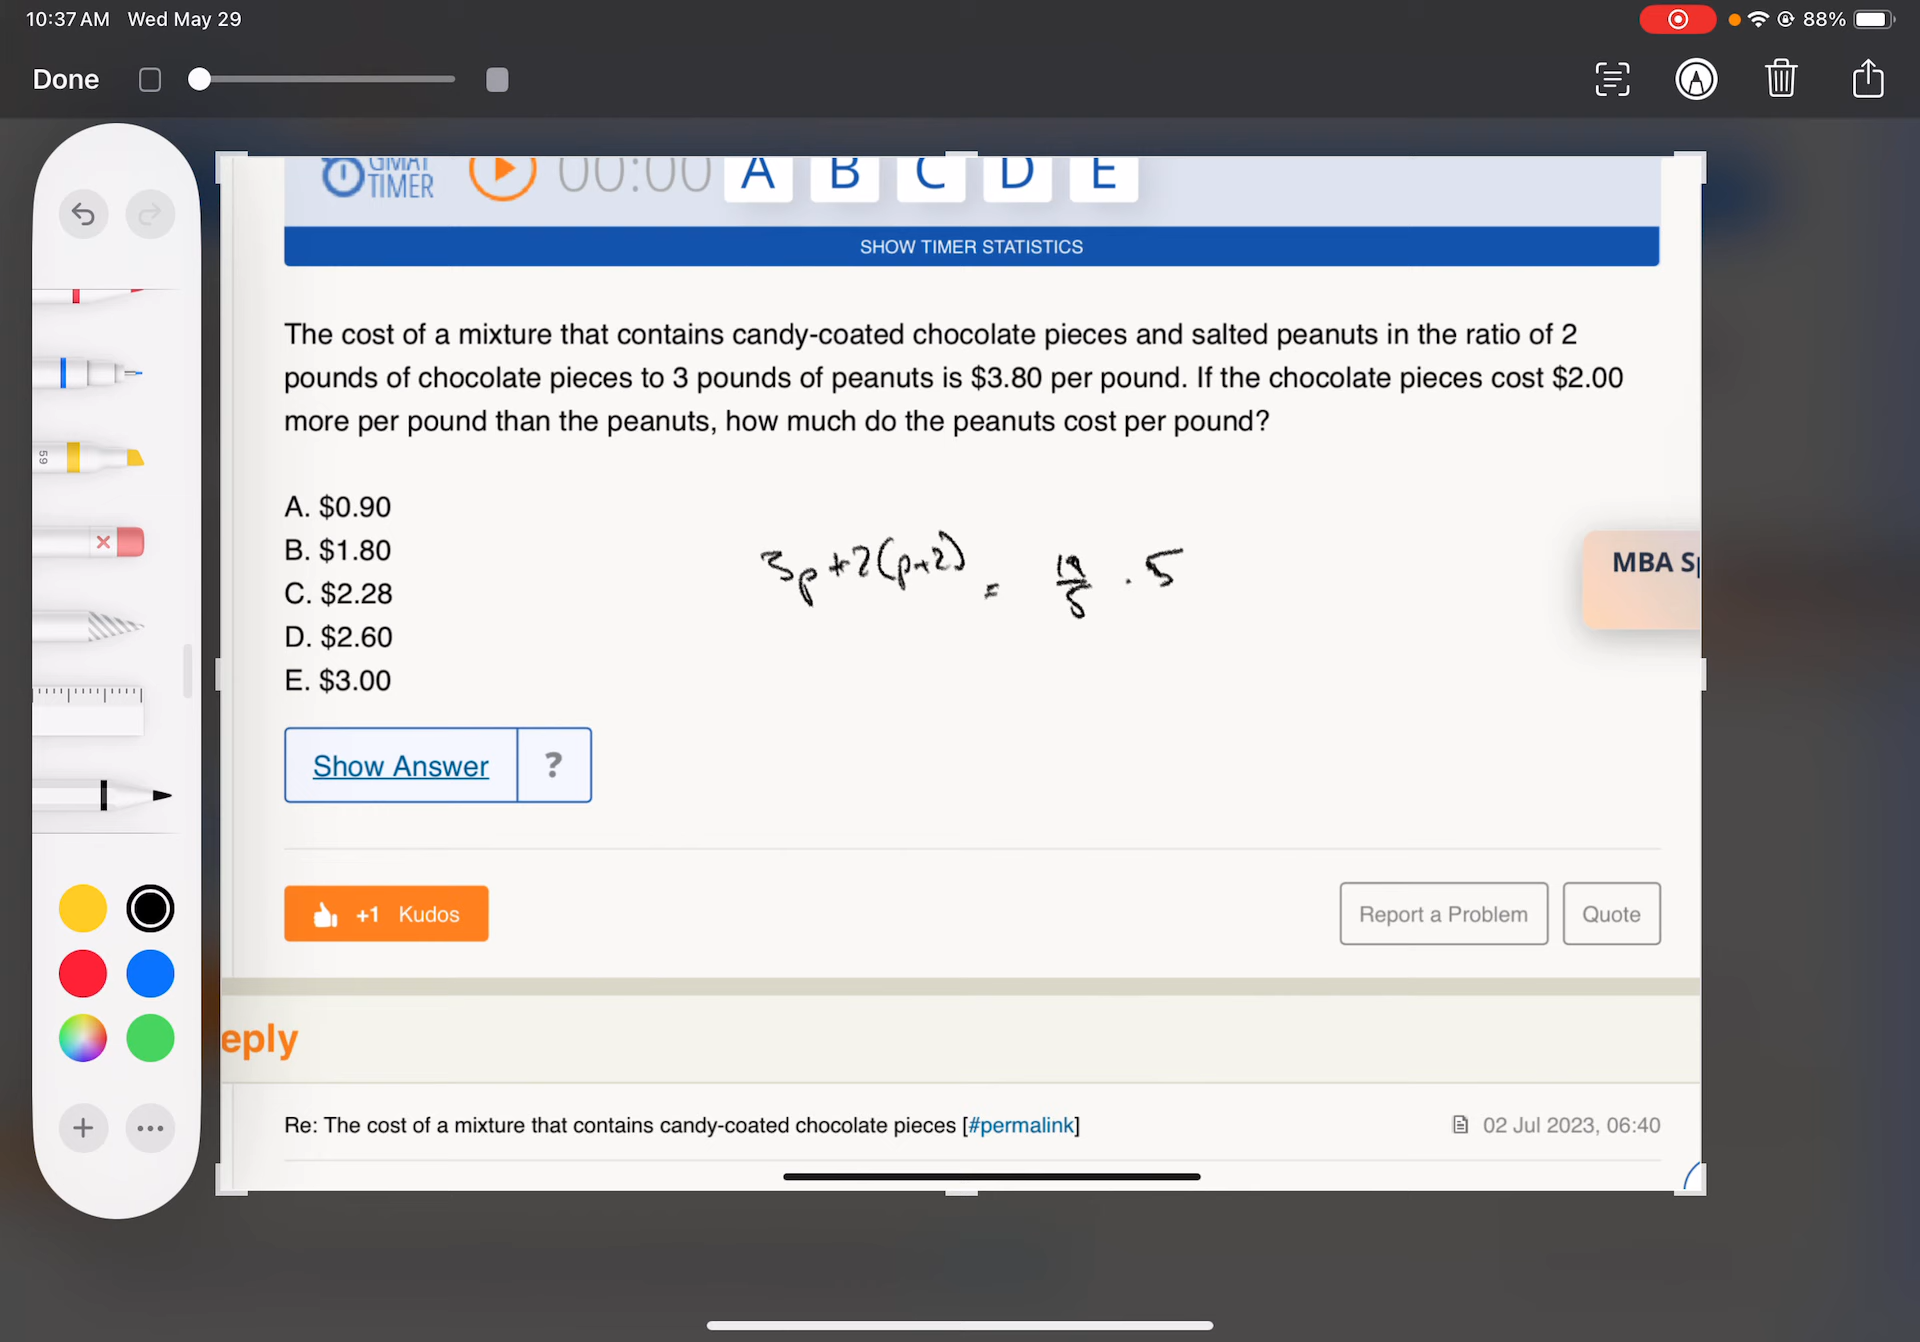 10:37 AM Wed May 29 88%
Done
GMAT
TIMER
00:00 A B C D E
SHOW TIMER STATISTICS
The cost of a mixture that contains candy-coated chocolate pieces and salted peanuts in the ratio of 2
pounds of chocolate pieces to 3 pounds of peanuts is $3.80 per pound. If the chocolate pieces cost $2.00
more per pound than the peanuts, how much do the peanuts cost per pound?
A. $0.90
B. $1.80
C. $2.28
D. $2.60
E. $3.00
3p+2(p+2) = 19/5 . 5
MBA S
Show Answer ?
+1 Kudos
Report a Problem Quote
eply
Re: The cost of a mixture that contains candy-coated chocolate pieces [#permalink] 02 Jul 2023, 06:40
59